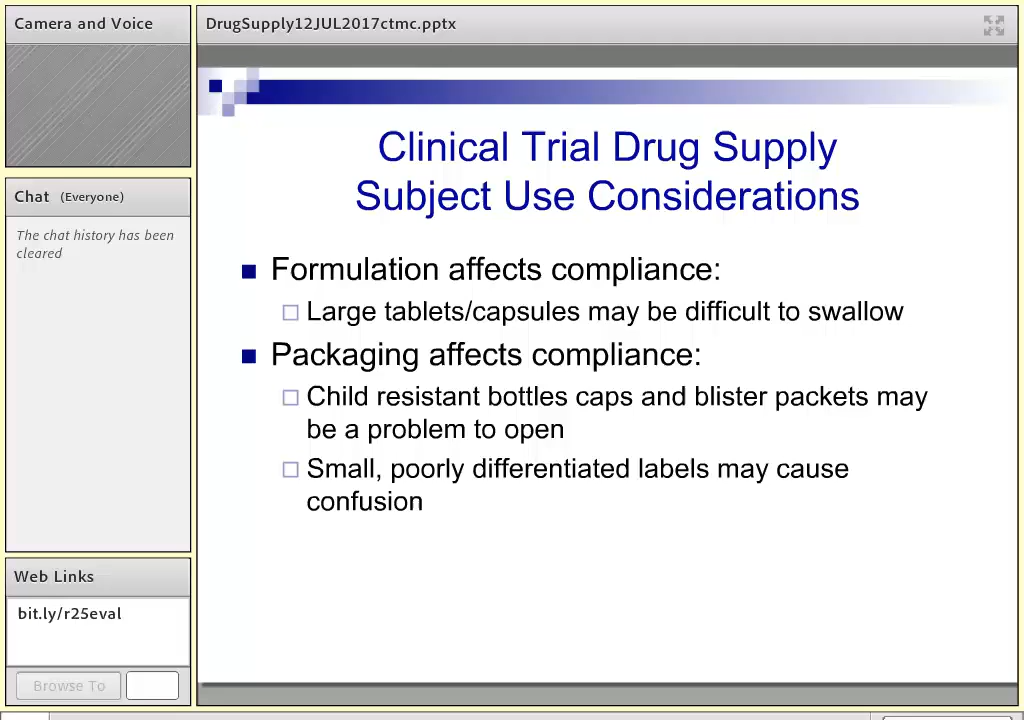 Camera and Voice
DrugSupply12JUL2017ctmc.pptx
Chat (Everyone)
The chat history has been
cleared
Web Links
bit.ly/r25eval
Browse To
Clinical Trial Drug Supply
Subject Use Considerations
Formulation affects compliance:
Large tablets/capsules may be difficult to swallow
Packaging affects compliance:
Child resistant bottles caps and blister packets may
be a problem to open
Small, poorly differentiated labels may cause
confusion